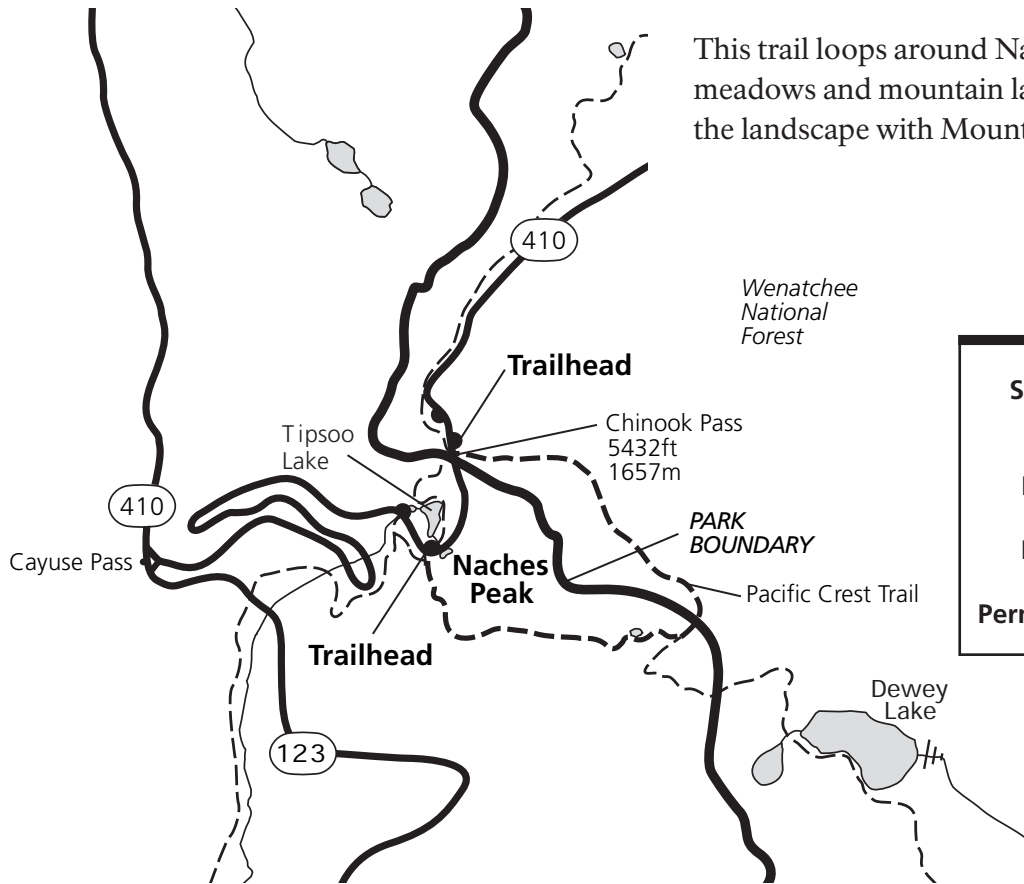 This trail loops around Na
meadows and mountain la
the landscape with Mount
410
Wenatchee
National
Forest
Trailhead
Chinook Pass
5432ft
1657m
Tipsoo
Lake
410
PARK
BOUNDARY
Cayuse Pass
Naches
Peak
Pacific Crest Trail
Trailhead
Perm
Dewey
Lake
123